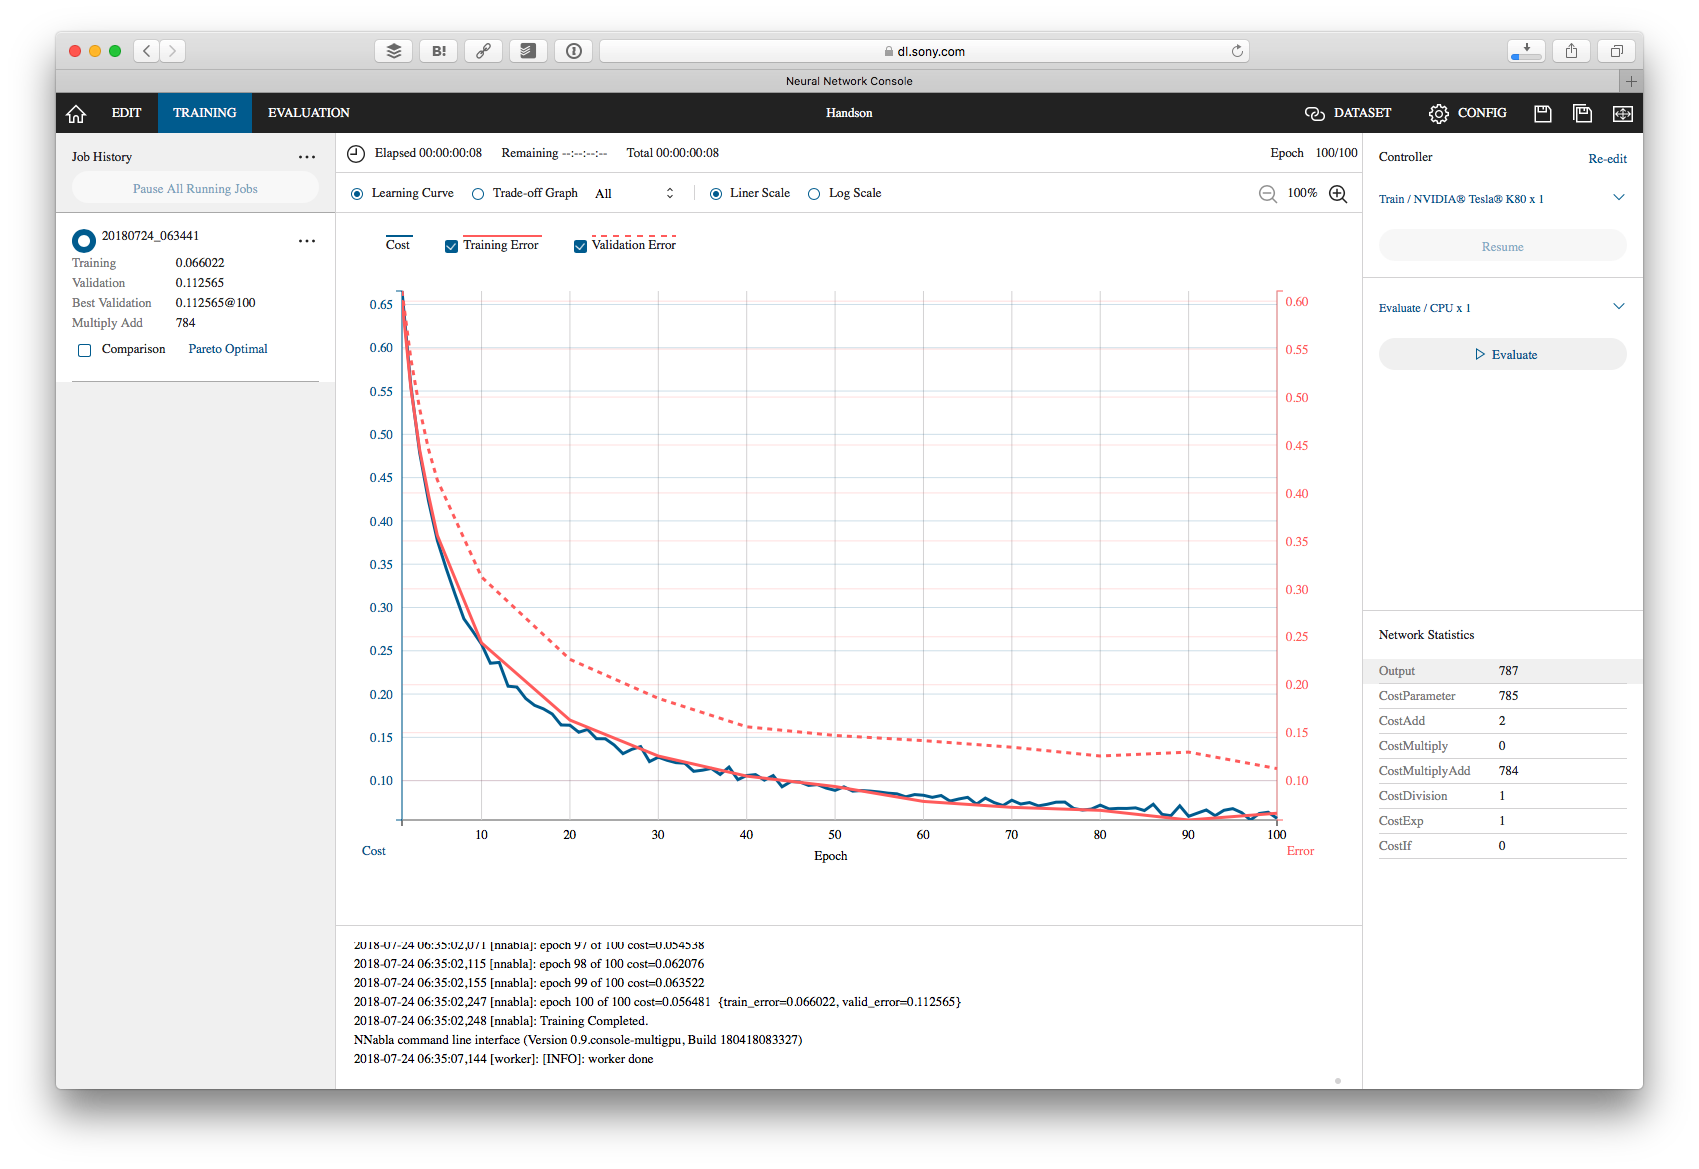 B!
dl.sony.com
Neural Network Console
EDIT TRAINING EVALUATION Handson DATASET CONFIG
Job History
Pause All Running Jobs
20180724_063441
Training 0.066022
Validation 0.112565
Best Validation 0.112565@100
Multiply Add 784
Comparison Pareto Optimal
Elapsed 00:00:00:08 Remaining --:--:--:-- Total 00:00:00:08 Epoch 100/100
Learning Curve Trade-off Graph All Liner Scale Log Scale 100%
Cost Training Error Validation Error
0.65
0.60
0.55
0.50
0.45
0.40
0.35
0.30
0.25
0.20
0.15
0.10
0.60
0.55
0.50
0.45
0.40
0.35
0.30
0.25
0.20
0.15
0.10
10 20 30 40 50 60 70 80 90 100
Cost Epoch Error
2018-07-24 06:35:02,071 [nnabla]: epoch 97 of 100 cost=0.054538
2018-07-24 06:35:02,115 [nnabla]: epoch 98 of 100 cost=0.062076
2018-07-24 06:35:02,155 [nnabla]: epoch 99 of 100 cost=0.063522
2018-07-24 06:35:02,247 [nnabla]: epoch 100 of 100 cost=0.056481 {train_error=0.066022, valid_error=0.112565}
2018-07-24 06:35:02,248 [nnabla]: Training Completed.
NNabla command line interface (Version 0.9.console-multigpu, Build 180418083327)
2018-07-24 06:35:07,144 [worker]: [INFO]: worker done
Controller Re-edit
Train / NVIDIA® Tesla® K80 x 1
Resume
Evaluate / CPU x 1
Evaluate
Network Statistics
Output 787
CostParameter 785
CostAdd 2
CostMultiply 0
CostMultiplyAdd 784
CostDivision 1
CostExp 1
CostIf 0